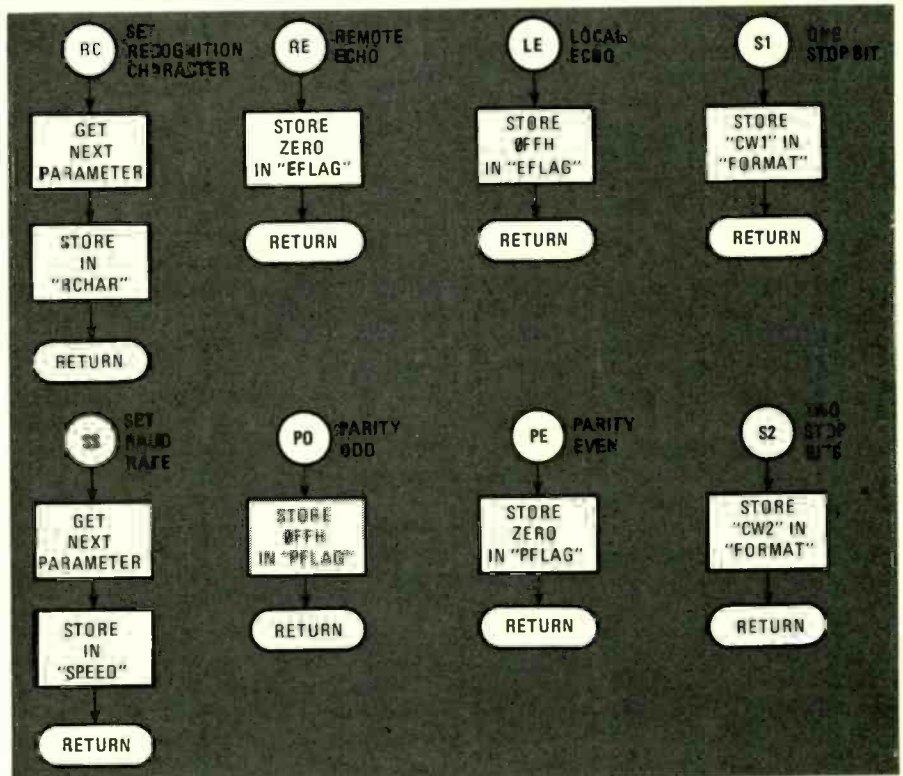 RC
SET
RECOGNITION
CHARACTER
GET
NEXT
PARAMETER
STORE
IN
"RCHAR"
RETURN
RE
REMOTE
ECHO
STORE
ZERO
IN "EFLAG"
RETURN
LE
LOCAL
ECHO
STORE
ØFFH
IN "EFLAG"
RETURN
S1
ONE
STOP BIT
STORE
"CW1" IN
"FORMAT"
RETURN
SS
SET
BAUD
RATE
GET
NEXT
PARAMETER
STORE
IN
"SPEED"
RETURN
PO
PARITY
ODD
STORE
ØFFH
IN "PFLAG"
RETURN
PE
PARITY
EVEN
STORE
ZERO
IN "PFLAG"
RETURN
S2
TWO
STOP
BITS
STORE
"CW2" IN
"FORMAT"
RETURN